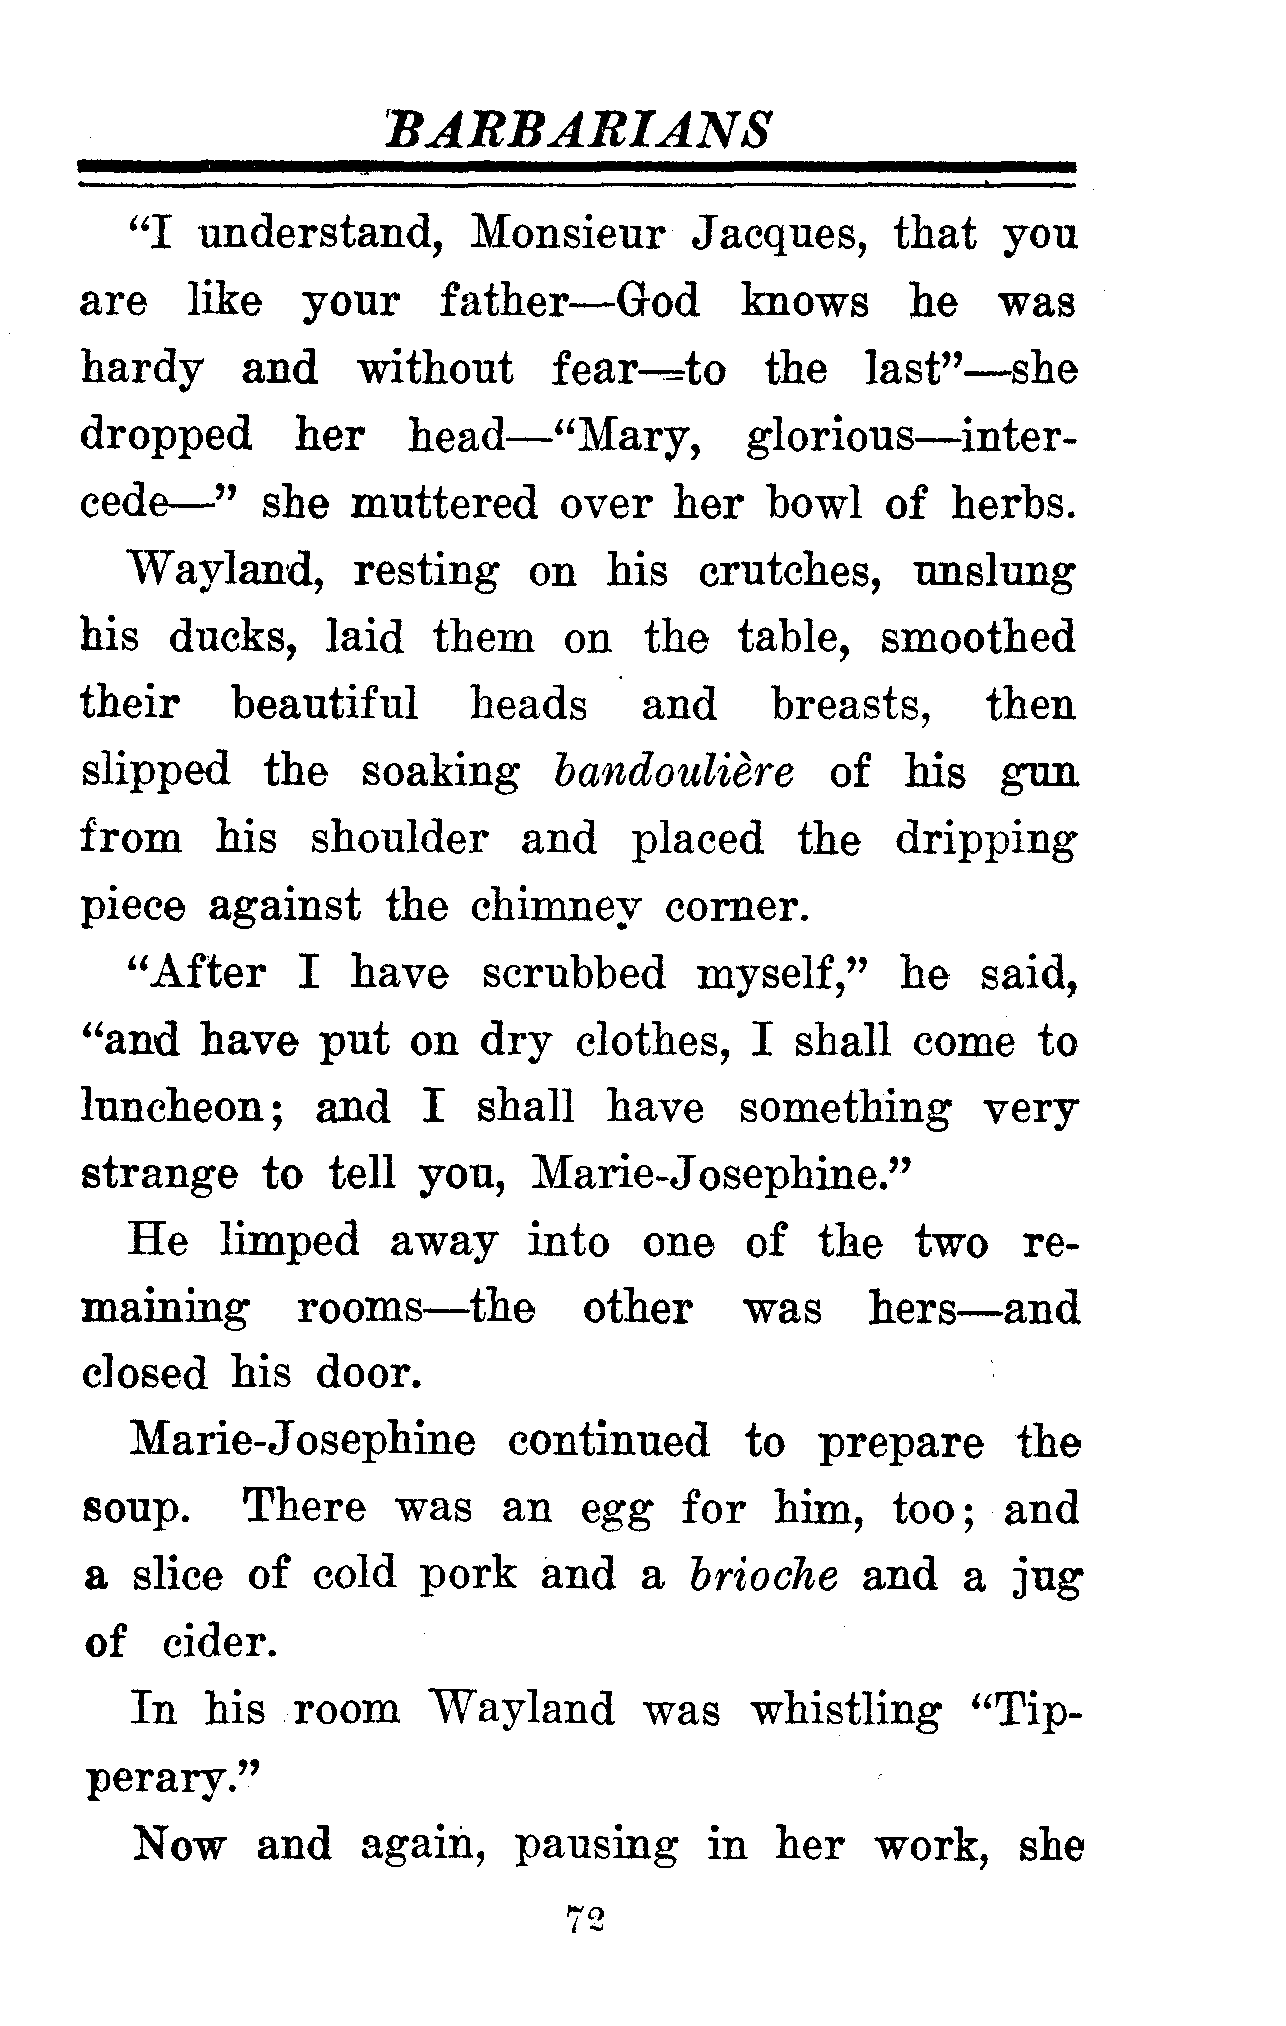 BARBARIANS
“I understand, Monsieur Jacques, that you
are like your father—God knows he was
hardy and without fear—to the last”—she
dropped her head—“Mary, glorious—inter-
cede—” she muttered over her bowl of herbs.
Wayland, resting on his crutches, unslung
his ducks, laid them on the table, smoothed
their beautiful heads and breasts, then
slipped the soaking bandoulière of his gun
from his shoulder and placed the dripping
piece against the chimney corner.
“After I have scrubbed myself,” he said,
“and have put on dry clothes, I shall come to
luncheon; and I shall have something very
strange to tell you, Marie-Josephine.”
He limped away into one of the two re-
maining rooms—the other was hers—and
closed his door.
Marie-Josephine continued to prepare the
soup. There was an egg for him, too; and
a slice of cold pork and a brioche and a jug
of cider.
In his room Wayland was whistling “Tip-
perary.”
Now and again, pausing in her work, she
72